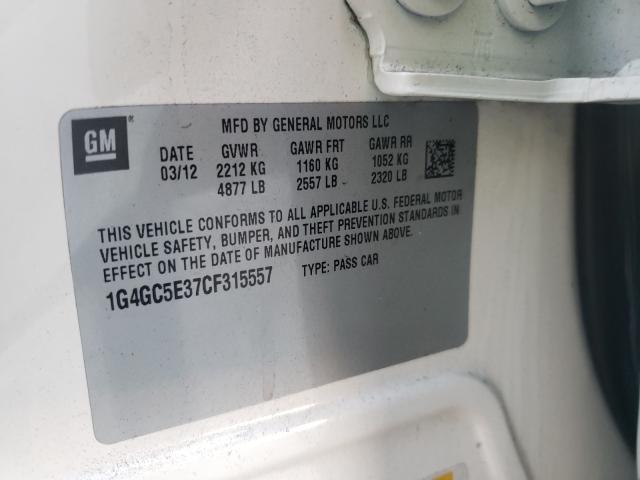 GM
MFD BY GENERAL MOTORS LLC
DATE GVWR GAWR FRT GAWR RR
03/12 2212 KG 1160 KG 1052 KG
4877 LB 2557 LB 2320 LB
THIS VEHICLE CONFORMS TO ALL APPLICABLE U.S. FEDERAL MOTOR
VEHICLE SAFETY, BUMPER, AND THEFT PREVENTION STANDARDS IN
EFFECT ON THE DATE OF MANUFACTURE SHOWN ABOVE.
1G4GC5E37CF315557 TYPE: PASS CAR